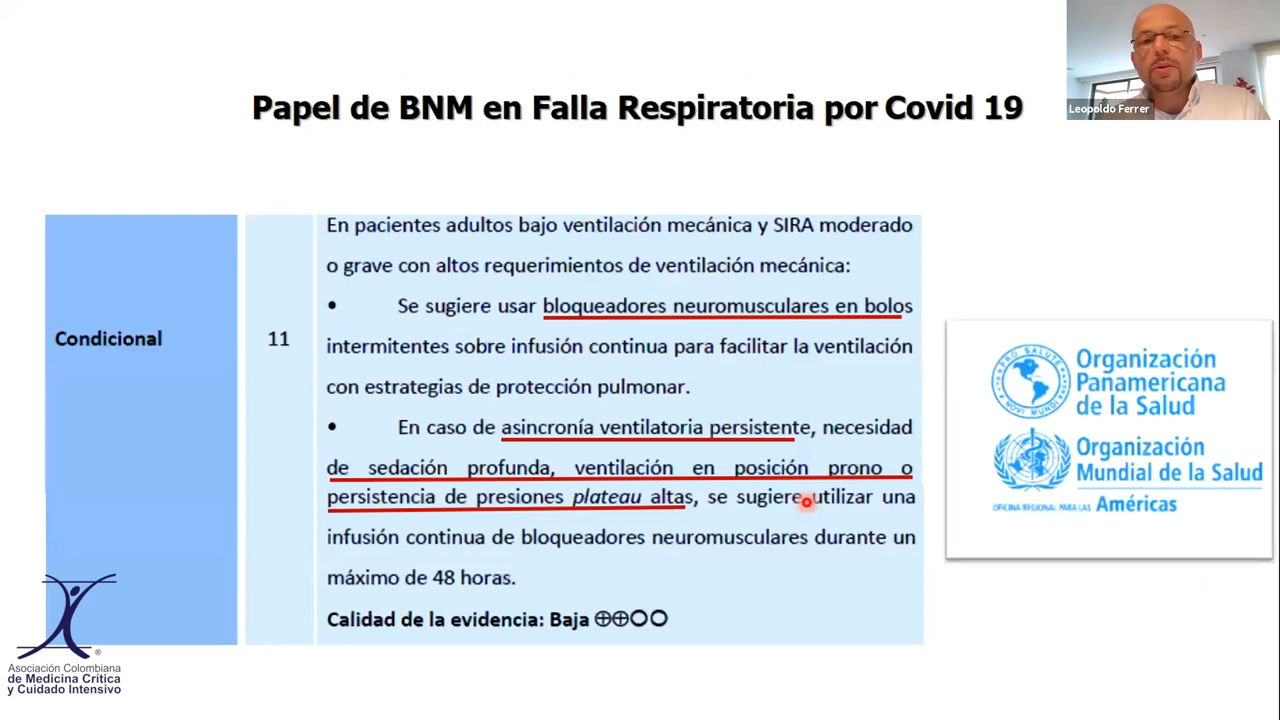 Papel de BNM en Falla Respiratoria por Covid 19
Leopoldo Ferrer
Condicional
11
En pacientes adultos bajo ventilación mecánica y SIRA moderado
o grave con altos requerimientos de ventilación mecánica:
• Se sugiere usar bloqueadores neuromusculares en bolos
intermitentes sobre infusión continua para facilitar la ventilación
con estrategias de protección pulmonar.
• En caso de asincronía ventilatoria persistente, necesidad
de sedación profunda, ventilación en posición prono o
persistencia de presiones plateau altas, se sugiere utilizar una
infusión continua de bloqueadores neuromusculares durante un
máximo de 48 horas.
Calidad de la evidencia: Baja ⊕⊕○○
PRO SALUTE
NOVI MUNDI
Organización
Panamericana
de la Salud
Organización
Mundial de la Salud
OFICINA REGIONAL PARA LAS Américas
®
Asociación Colombiana
de Medicina Crítica
y Cuidado Intensivo